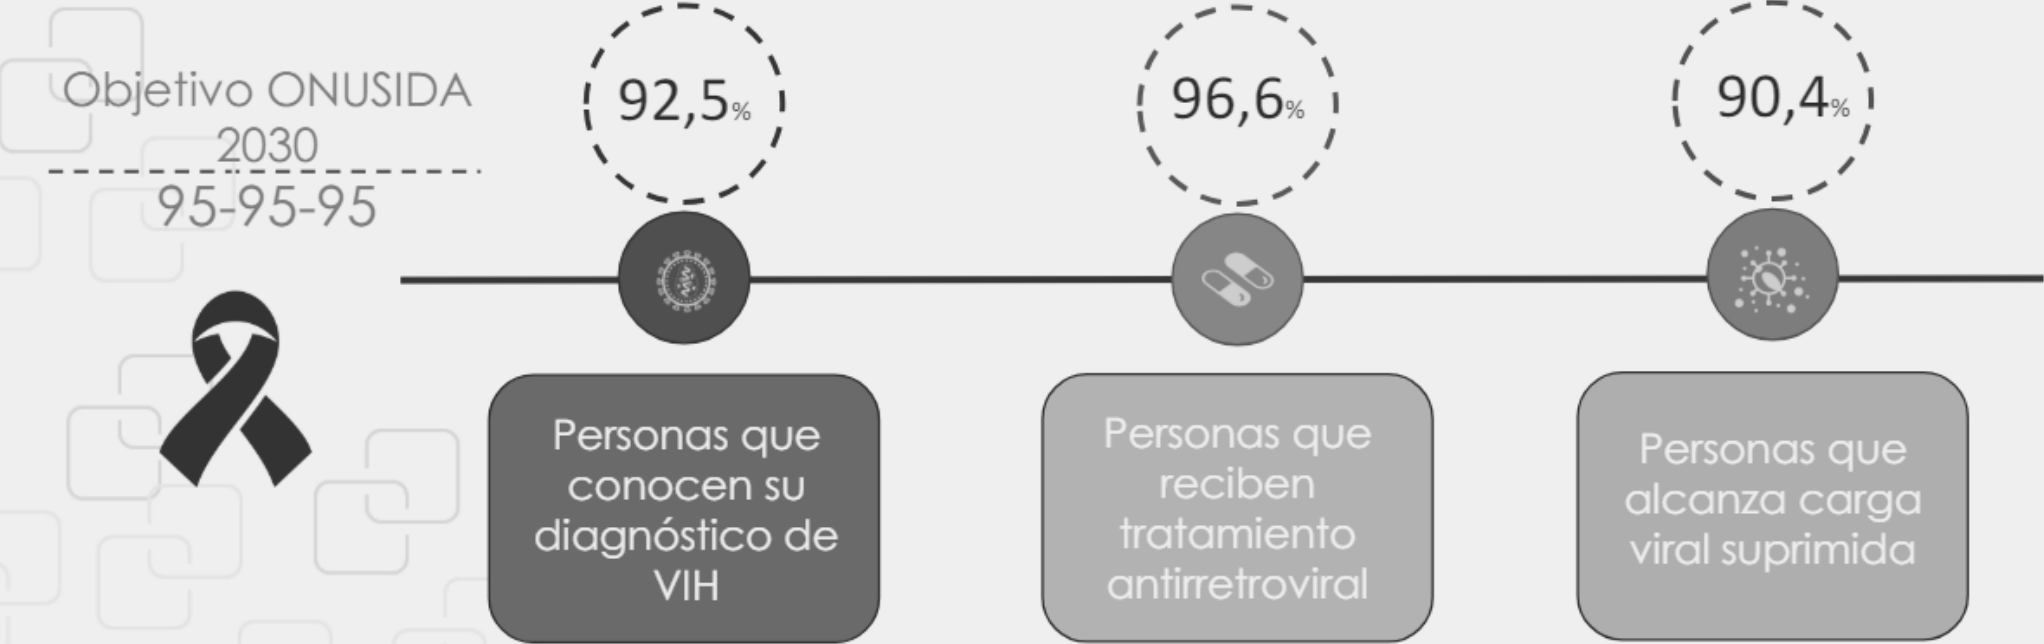 Objetivo ONUSIDA
2030
95-95-95
92,5%
Personas que
conocen su
diagnóstico de
VIH
96,6%
Personas que
reciben
tratamiento
antirretroviral
90,4%
Personas que
alcanza carga
viral suprimida